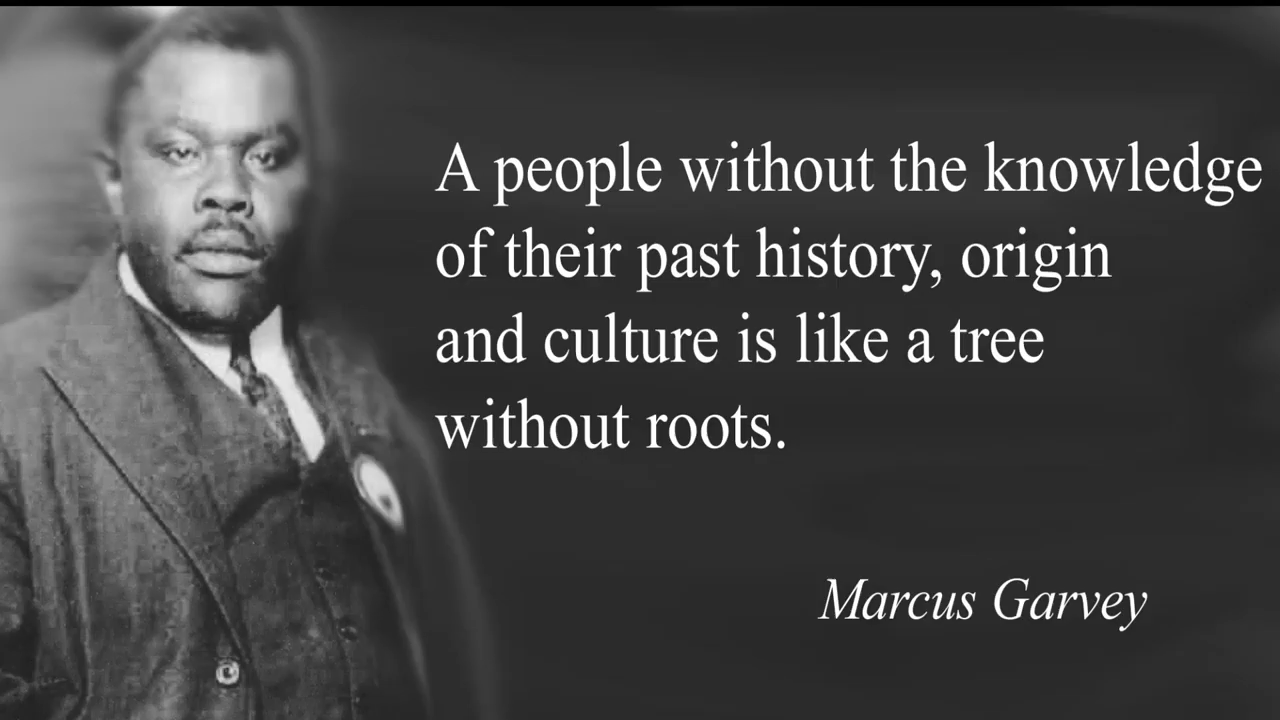 A people without the knowledge
of their past history, origin
and culture is like a tree
without roots.
Marcus Garvey